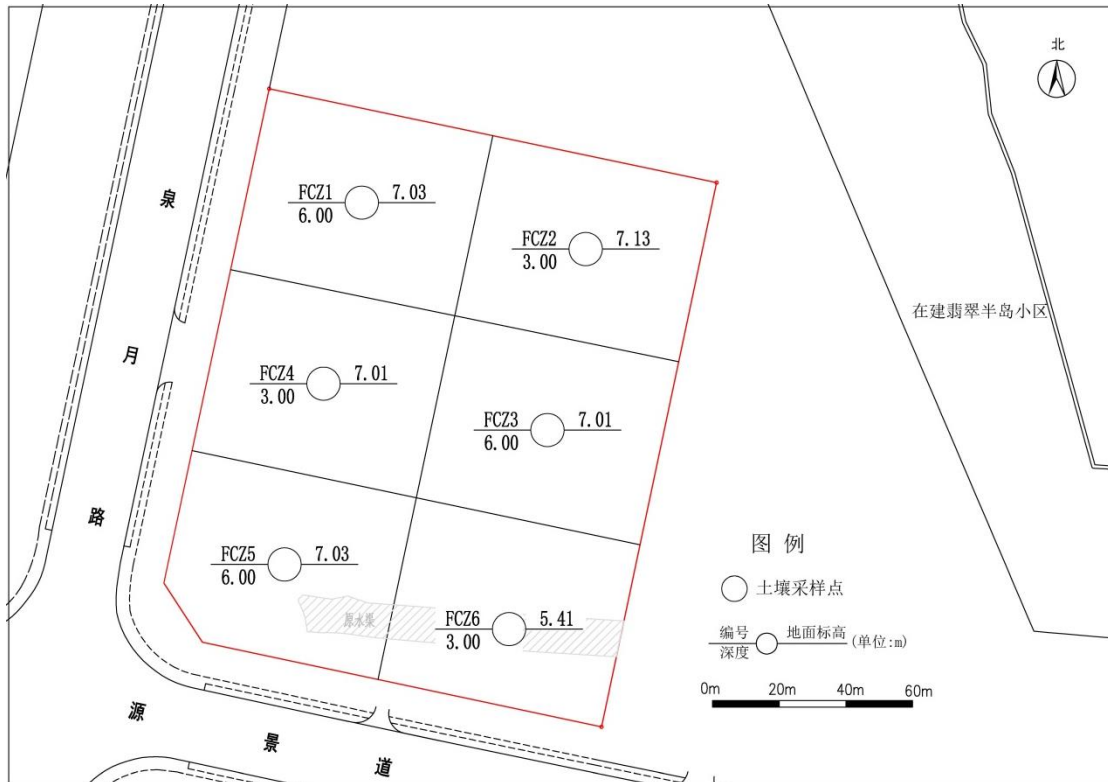 北
泉
月
路
FCZ1 7.03
6.00
FCZ2 7.13
3.00
在建翡翠半岛小区
FCZ4 7.01
3.00
FCZ3 7.01
6.00
FCZ5 7.03
6.00
原水渠
FCZ6 5.41
3.00
图例
土壤采样点
编号 地面标高 (单位:m)
深度
0m 20m 40m 60m
源
景
道